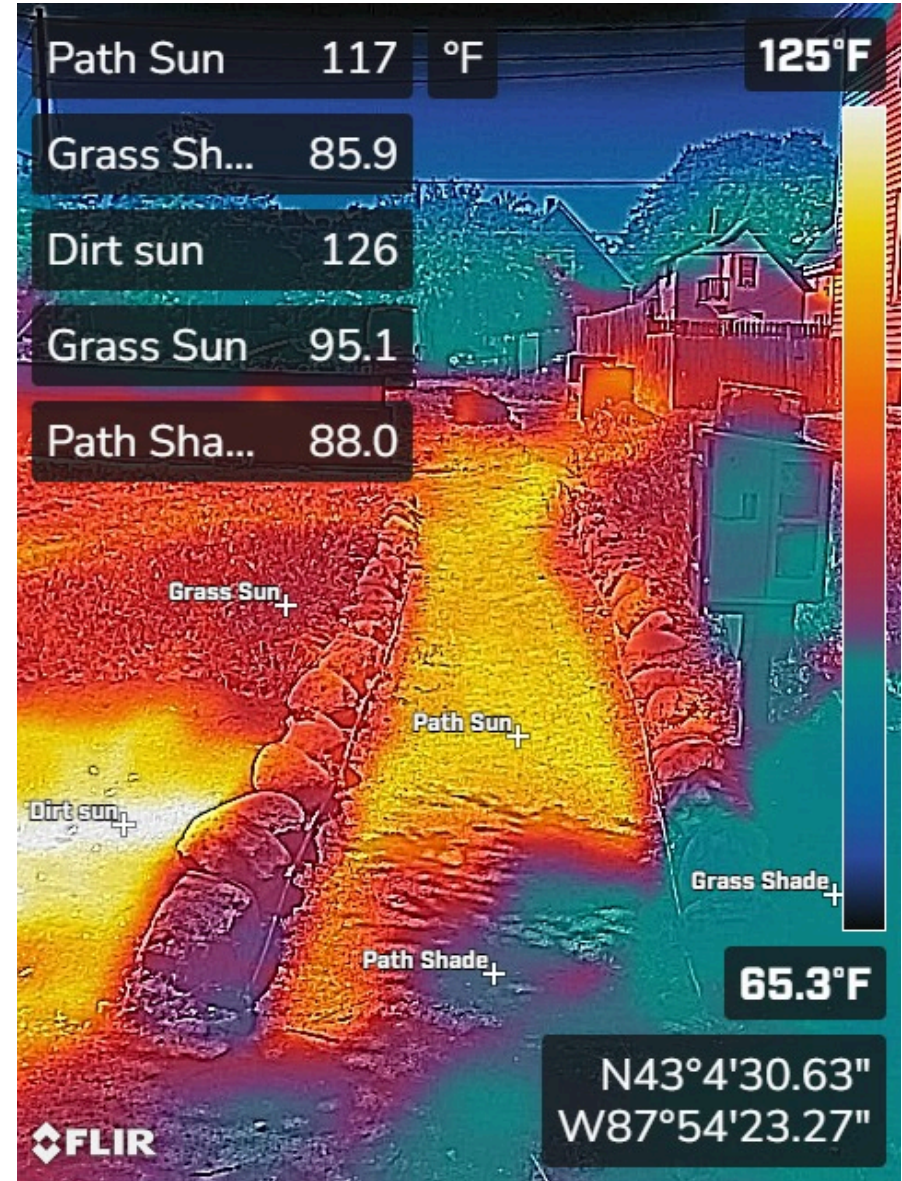 Path Sun 117 °F
125°F
Grass Sh... 85.9
Dirt sun 126
Grass Sun 95.1
Path Sha... 88.0
Grass Sun
Path Sun
Dirt sun
Grass Shade
Path Shade
65.3°F
N43°4'30.63"
W87°54'23.27"
FLIR